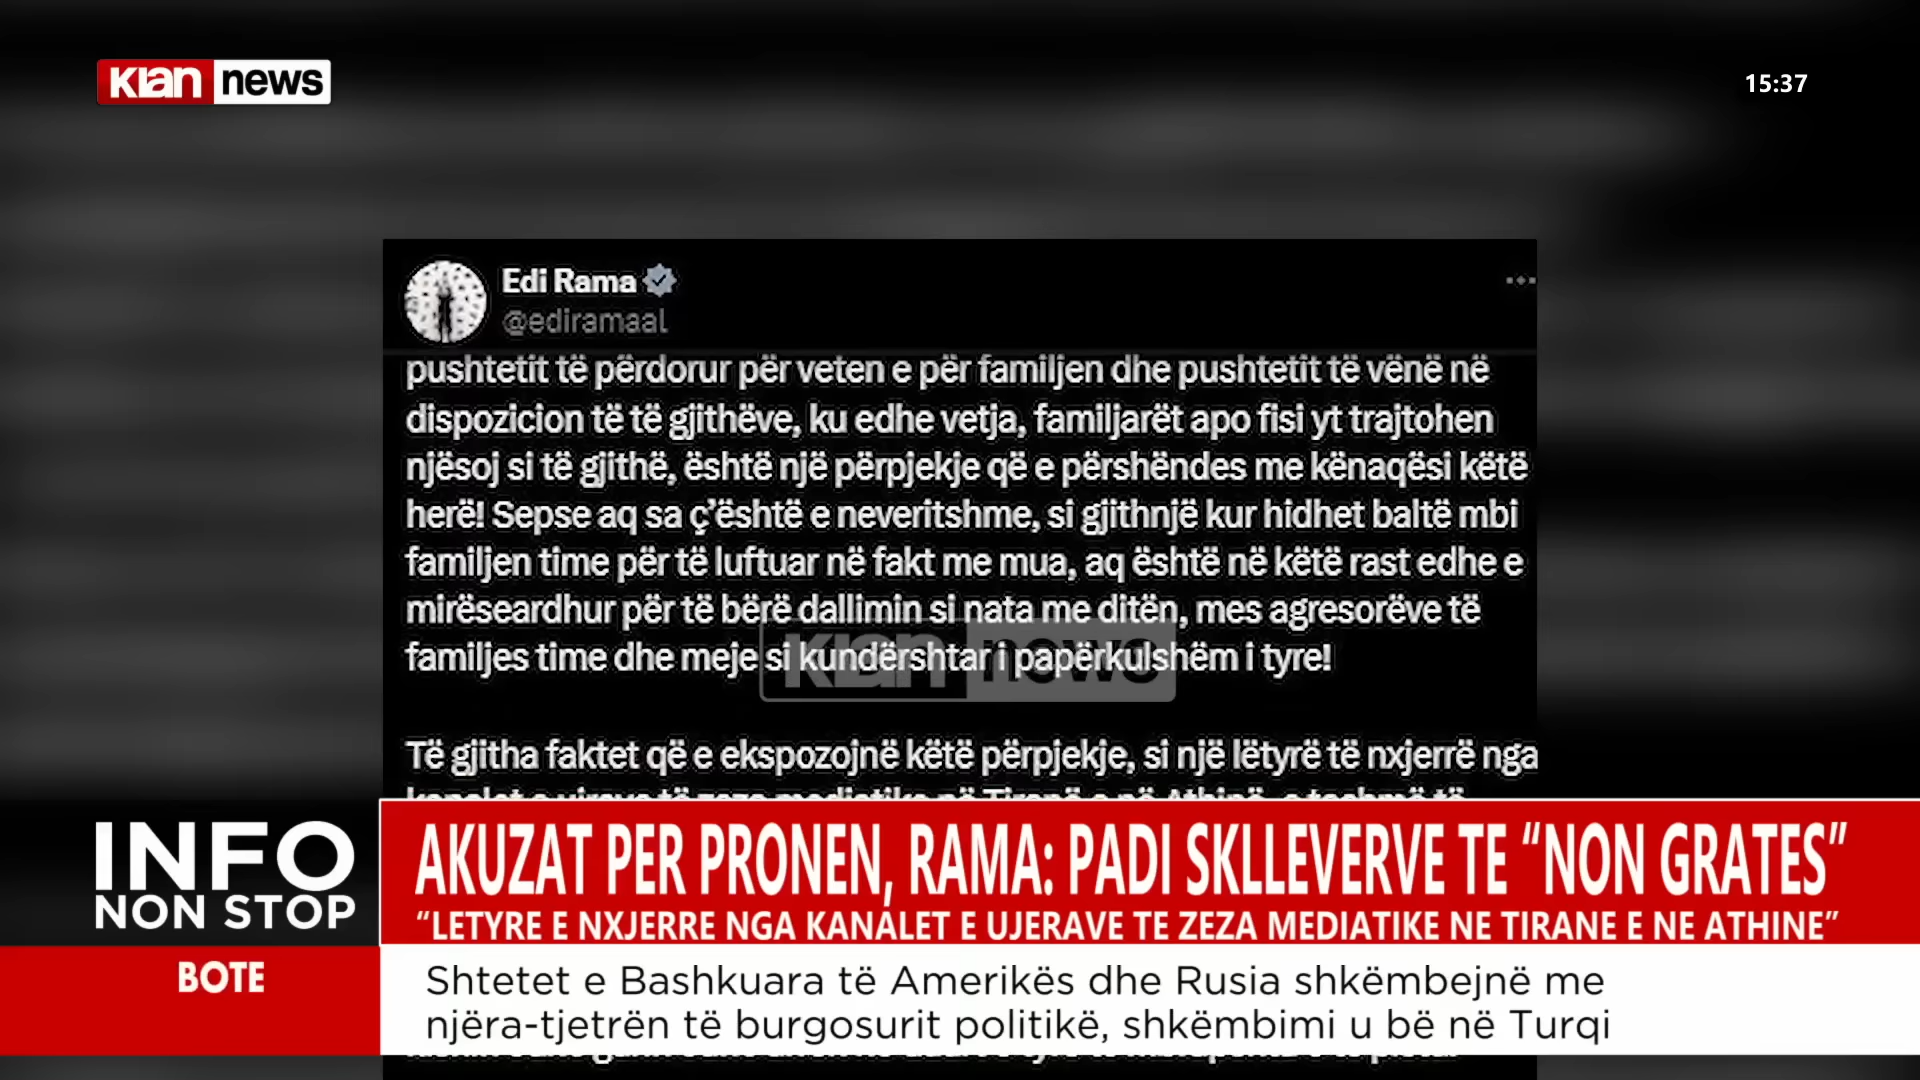 Klan news
15:37
Edi Rama
@ediramaal
pushtetit të përdorur për veten e për familjen dhe pushtetit të vënë në
dispozicion të të gjithëve, ku edhe vetja, familjarët apo fisi yt trajtohen
njësoj si të gjithë, është një përpjekje që e përshëndes me kënaqësi këtë
herë! Sepse aq sa ç’është e neveritshme, si gjithnjë kur hidhet baltë mbi
familjen time për të luftuar në fakt me mua, aq është në këtë rast edhe e
mirëseardhur për të bërë dallimin si nata me ditën, mes agresorëve të
familjes time dhe meje si kundërshtar i papërkulshëm i tyre!
Klan news
Të gjitha faktet që e ekspozojnë këtë përpjekje, si një lëtyrë të nxjerrë nga
INFO
NON STOP
AKUZAT PER PRONEN, RAMA: PADI SKLLEVERVE TE “NON GRATES”
“LETYRE E NXJERRE NGA KANALET E UJERAVE TE ZEZA MEDIATIKE NE TIRANE E NE ATHINE”
BOTE
Shtetet e Bashkuara të Amerikës dhe Rusia shkëmbejnë me
njëra-tjetrën të burgosurit politikë, shkëmbimi u bë në Turqi